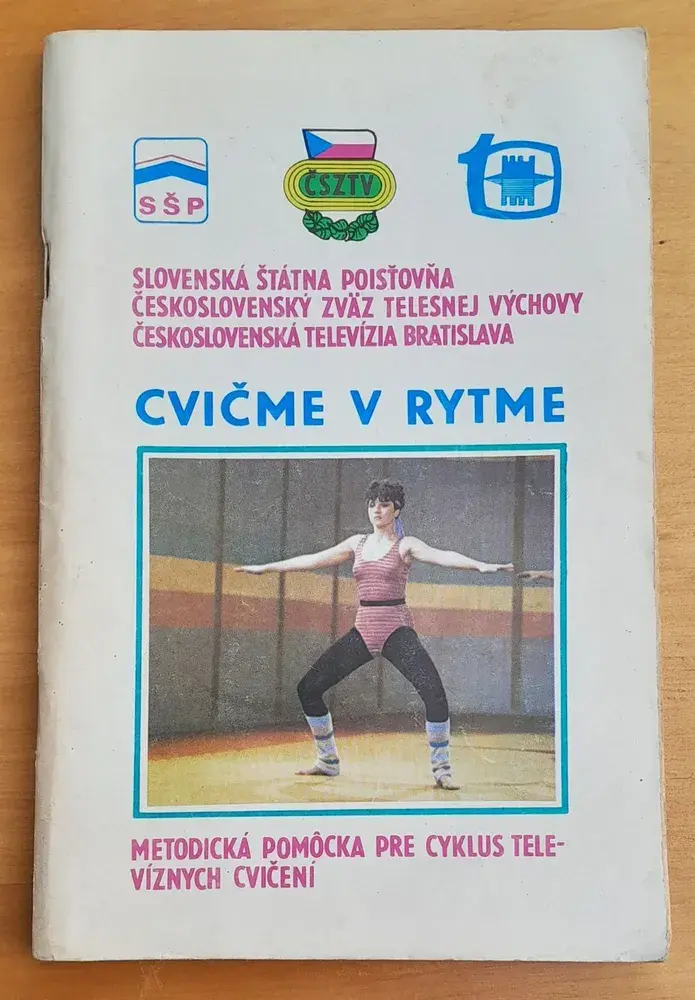 SŠP
ČSZTV
SLOVENSKÁ ŠTÁTNA POISŤOVŇA
ČESKOSLOVENSKÝ ZVÄZ TELESNEJ VÝCHOVY
ČESKOSLOVENSKÁ TELEVÍZIA BRATISLAVA
CVIČME V RYTME
METODICKÁ POMÔCKA PRE CYKLUS TELE-
VÍZNYCH CVIČENÍ